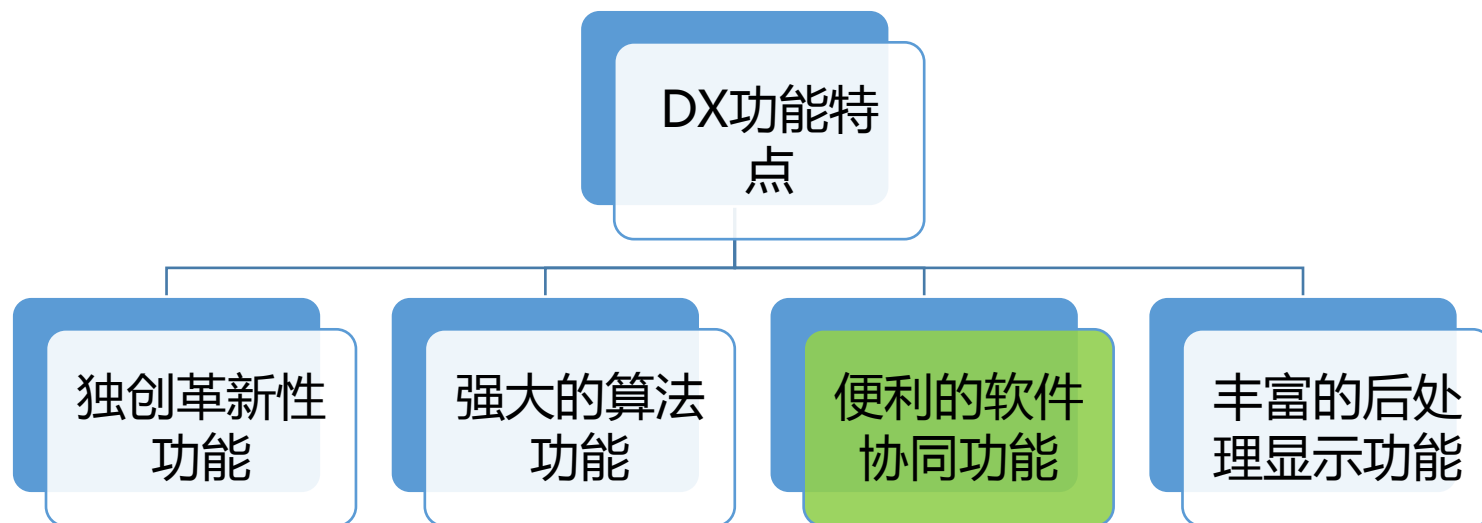 DX功能特
点
独创革新性
功能
强大的算法
功能
便利的软件
协同功能
丰富的后处
理显示功能